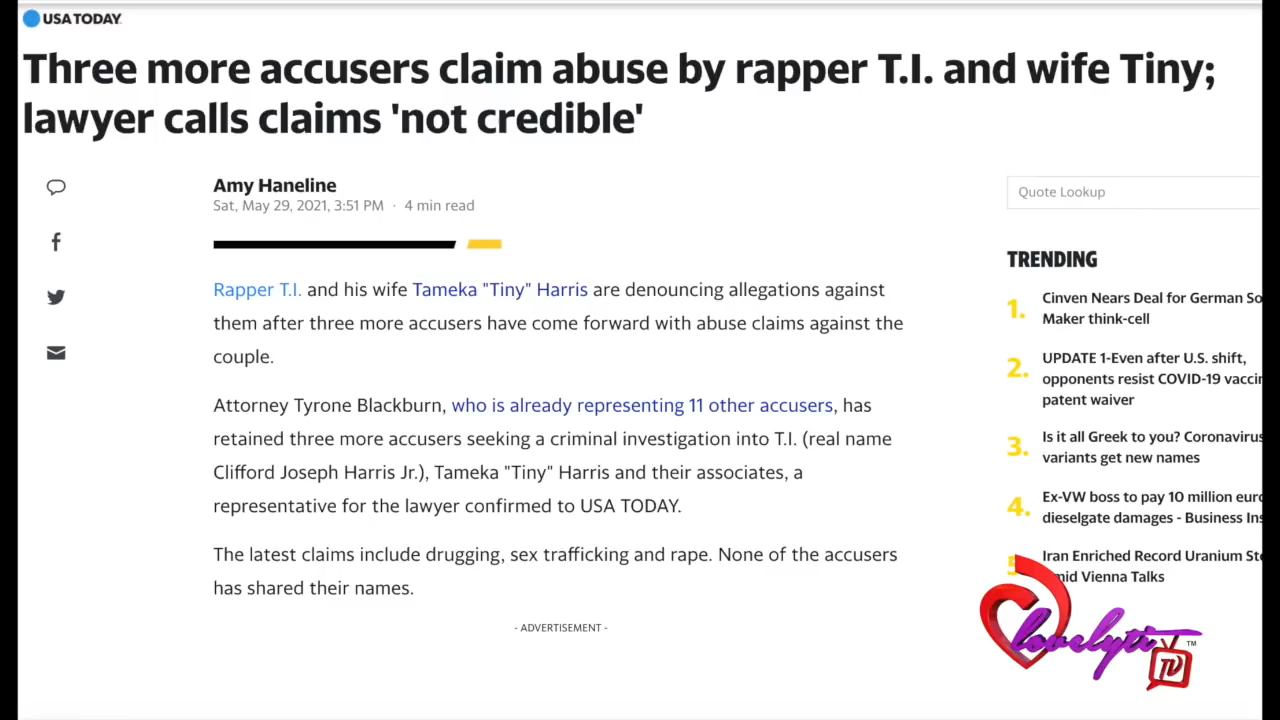 USA TODAY
Three more accusers claim abuse by rapper T.I. and wife Tiny;
lawyer calls claims 'not credible'
Amy Haneline
Sat, May 29, 2021, 3:51 PM · 4 min read
Rapper T.I. and his wife Tameka "Tiny" Harris are denouncing allegations against
them after three more accusers have come forward with abuse claims against the
couple.
Attorney Tyrone Blackburn, who is already representing 11 other accusers, has
retained three more accusers seeking a criminal investigation into T.I. (real name
Clifford Joseph Harris Jr.), Tameka "Tiny" Harris and their associates, a
representative for the lawyer confirmed to USA TODAY.
The latest claims include drugging, sex trafficking and rape. None of the accusers
has shared their names.
- ADVERTISEMENT -
Quote Lookup
TRENDING
1. Cinven Nears Deal for German So
Maker think-cell
2. UPDATE 1-Even after U.S. shift,
opponents resist COVID-19 vaccin
patent waiver
3. Is it all Greek to you? Coronavirus
variants get new names
4. Ex-VW boss to pay 10 million euro
dieselgate damages - Business Ins
5. Iran Enriched Record Uranium Sto
mid Vienna Talks
lovelyti TM
TV